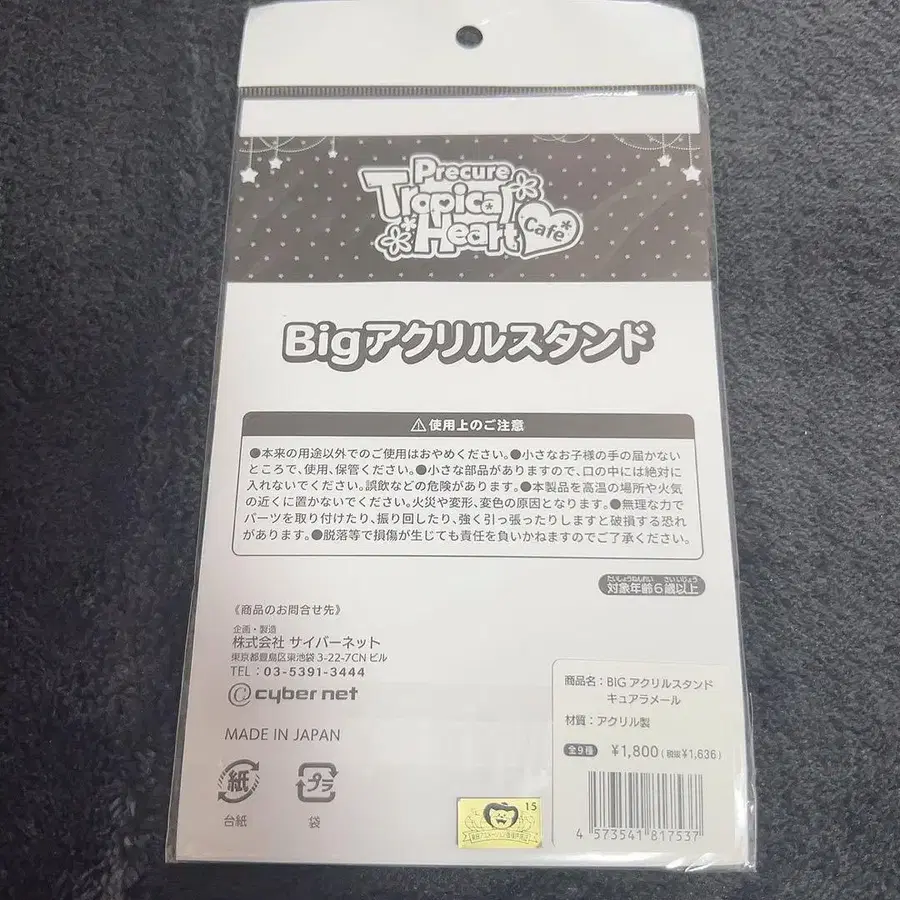 Precure
Tropical
Heart
Cafe
Bigアクリルスタンド
⚠使用上のご注意
●本来の用途以外でのご使用はおやめください。●小さなお子様の手の届かない
ところで、使用、保管ください。●小さな部品がありますので、口の中には絶対に
入れないでください。誤飲などの危険があります。●本製品を高温の場所や火気
の近くに置かないでください。火災や変形、変色の原因となります。●無理な力で
パーツを取り付けたり、振り回したり、強く引っ張ったりしますと破損する恐れ
があります。●脱落等で損傷が生じても責任を負いかねますのでご了承ください。
たいしょうねんれい さいいじょう
対象年齢6歳以上
《商品のお問合せ先》
企画・製造
株式会社 サイバーネット
東京都豊島区東池袋 3-22-7CN ビル
TEL：03-5391-3444
cyber net
MADE IN JAPAN
紙
台紙
プラ
袋
15
商品名：BIG アクリルスタンド
キュアラメール
材質：アクリル製
全9種 ¥1,800(税抜¥1,636)
4 573541 817537